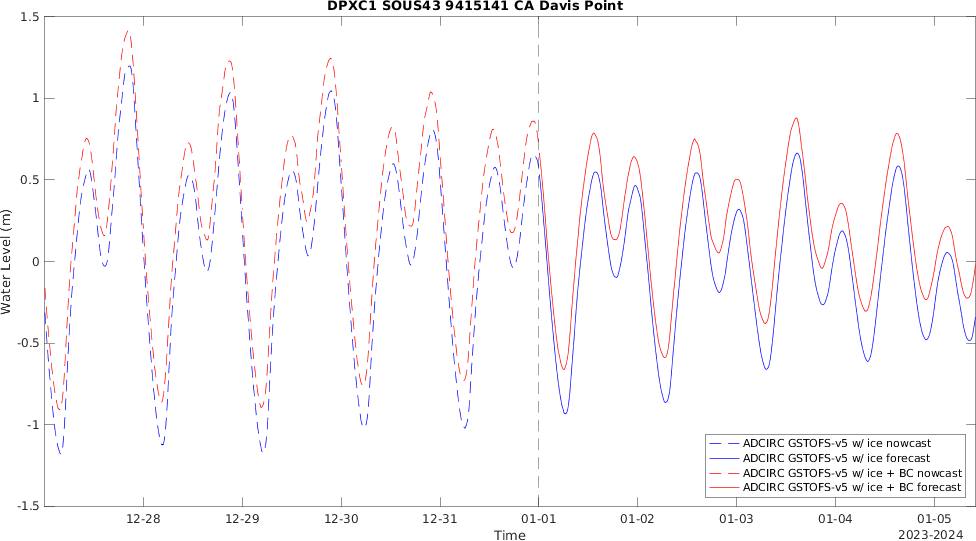 DPXC1 SOUS43 9415141 CA Davis Point
1.5
1
0.5
0
-0.5
-1
-1.5
Water Level (m)
12-28
12-29
12-30
12-31
01-01
01-02
01-03
01-04
01-05
2023-2024
Time
ADCIRC GSTOFS-v5 w/ ice nowcast
ADCIRC GSTOFS-v5 w/ ice forecast
ADCIRC GSTOFS-v5 w/ ice + BC nowcast
ADCIRC GSTOFS-v5 w/ ice + BC forecast